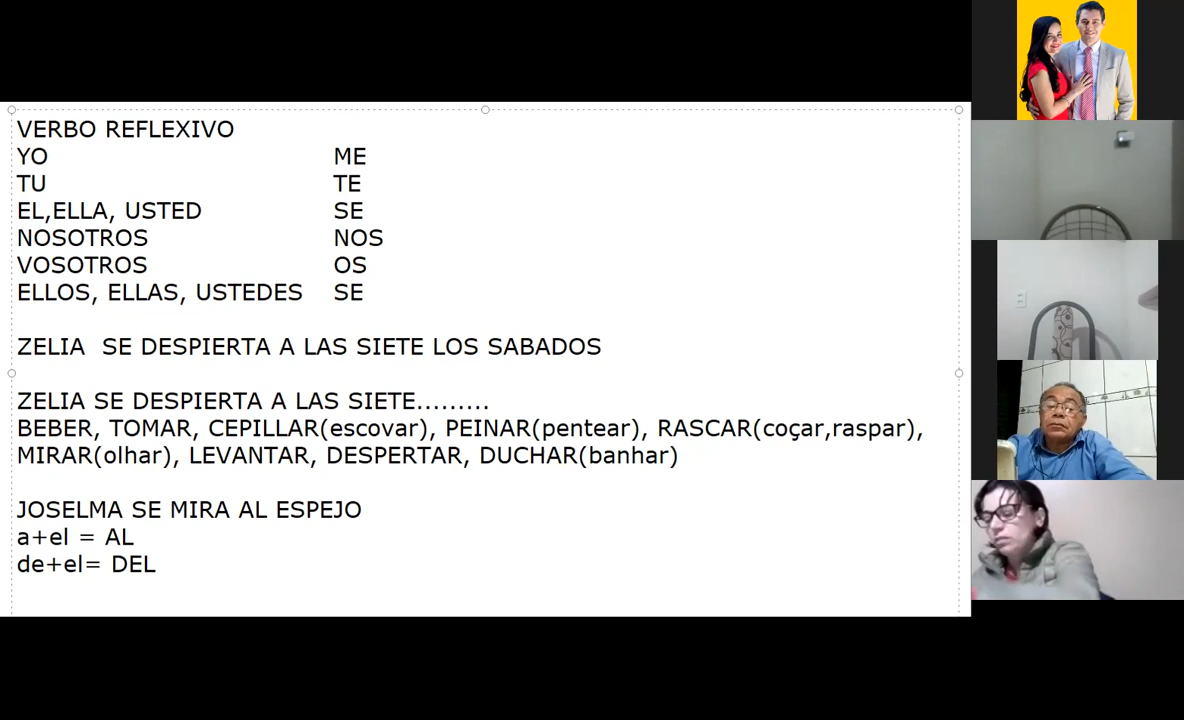 VERBO REFLEXIVO
YO ME
TU TE
EL,ELLA, USTED SE
NOSOTROS NOS
VOSOTROS OS
ELLOS, ELLAS, USTEDES SE
ZELIA SE DESPIERTA A LAS SIETE LOS SABADOS
ZELIA SE DESPIERTA A LAS SIETE.........
BEBER, TOMAR, CEPILLAR(escovar), PEINAR(pentear), RASCAR(coçar,raspar),
MIRAR(olhar), LEVANTAR, DESPERTAR, DUCHAR(banhar)
JOSELMA SE MIRA AL ESPEJO
a+el = AL
de+el= DEL